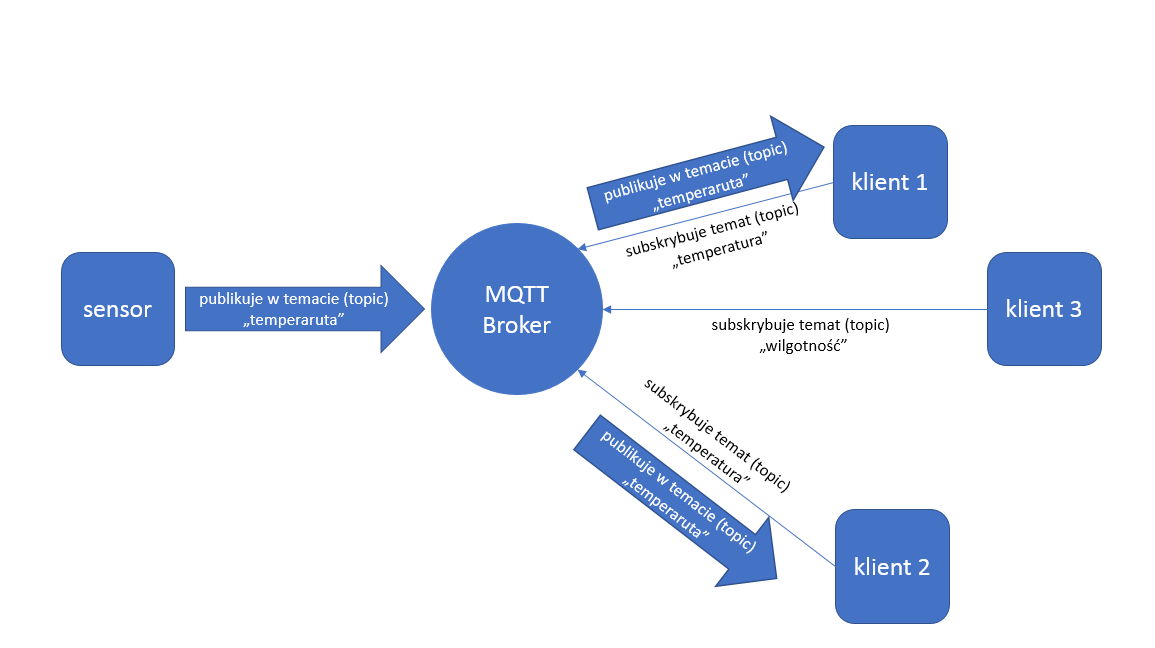 publikuje w temacie (topic)
„temperaruta”
klient 1
subskrybuje temat (topic)
„temperatura”
sensor
publikuje w temacie (topic)
„temperaruta”
MQTT
Broker
klient 3
subskrybuje temat (topic)
„wilgotność”
subskrybuje temat (topic)
„temperatura”
publikuje w temacie (topic)
„temperaruta”
klient 2